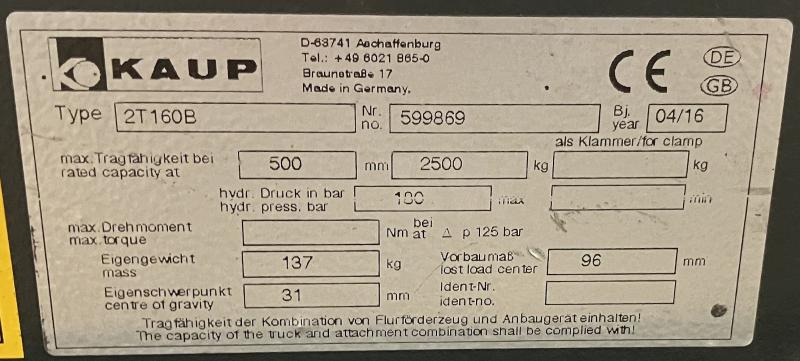 KAUP
D-63741 Aschaffenburg
Tel.: +49 6021 865-0
Braunstraße 17
Made in Germany.
CE
DE
GB
Type 2T160B Nr. no. 599869 Bj. year 04/16
als Klammer/for clamp
max. Tragfähigkeit bei
rated capacity at 500 mm 2500 kg kg
hydr. Druck in bar
hydr. press. bar max min
max. Drehmoment
max. torque Nm bei at Δ p 125 bar
Eigengewicht
mass 137 kg
Vorbaumaß
lost load center 96 mm
Eigenschwerpunkt
centre of gravity 31 mm
Ident-Nr.
ident-no.
Tragfähigkeit der Kombination von Flurförderzeug und Anbaugerät einhalten!
The capacity of the truck and attachment combination shall be complied with!